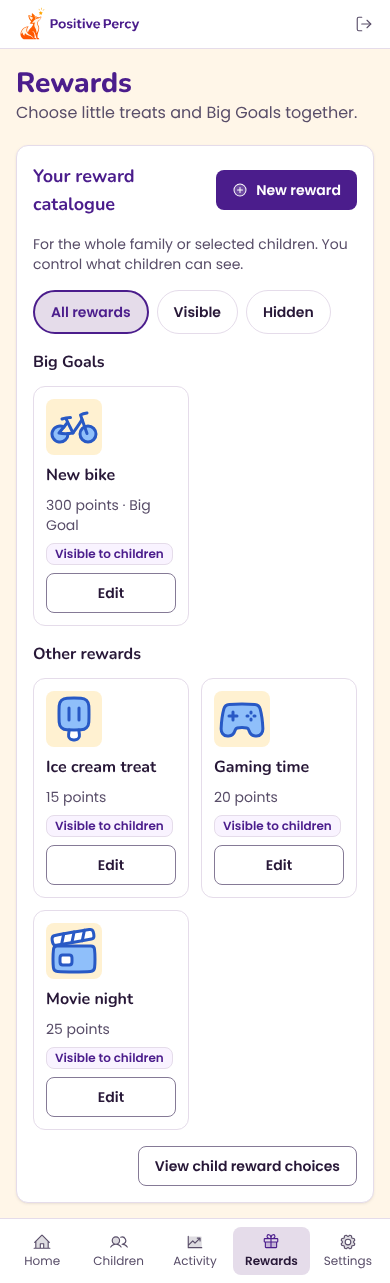 Positive Percy
Rewards
Choose little treats and Big Goals together.
Your reward
catalogue
New reward
For the whole family or selected children. You
control what children can see.
All rewards
Visible
Hidden
Big Goals
New bike
300 points · Big
Goal
Visible to children
Edit
Other rewards
Ice cream treat
15 points
Visible to children
Edit
Gaming time
20 points
Visible to children
Edit
Movie night
25 points
Visible to children
Edit
View child reward choices
Home
Children
Activity
Rewards
Settings